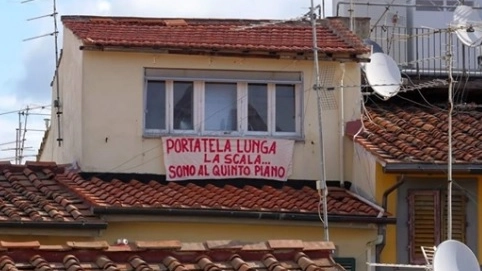 PORTATELA LUNGA
LA SCALA...
SONO AL QUINTO PIANO